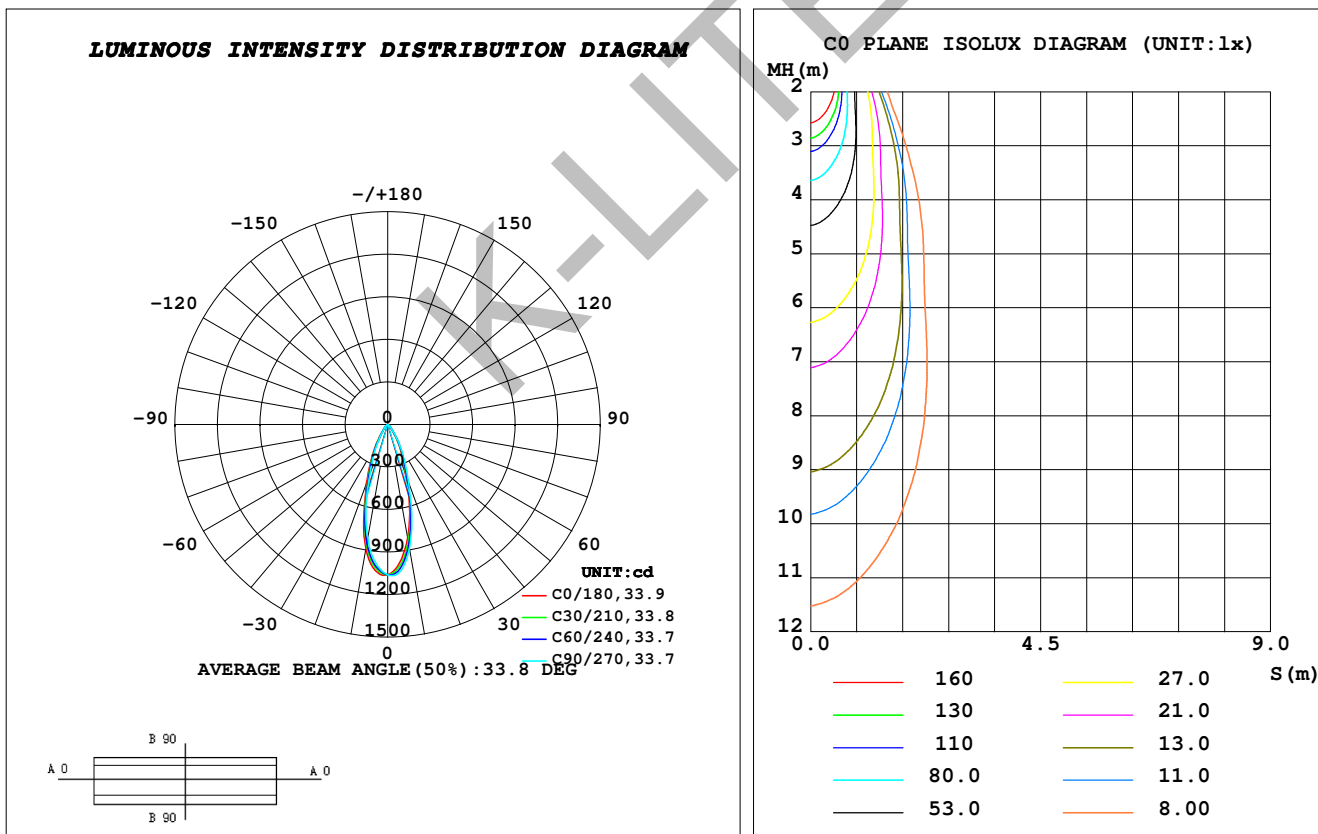 LUMINOUS INTENSITY DISTRIBUTION DIAGRAM
-/+180
-150
150
-120
120
-90
90
-60
60
-30
30
0
0
300
600
900
1200
1500
UNIT:cd
C0/180,33.9
C30/210,33.8
C60/240,33.7
C90/270,33.7
AVERAGE BEAM ANGLE(50%):33.8 DEG
B 90
A 0
A 0
B 90
C0 PLANE ISOLUX DIAGRAM (UNIT:lx)
MH(m)
2
3
4
5
6
7
8
9
10
11
12
0.0
4.5
9.0
S(m)
160
130
110
80.0
53.0
27.0
21.0
13.0
11.0
8.00
K-LITE